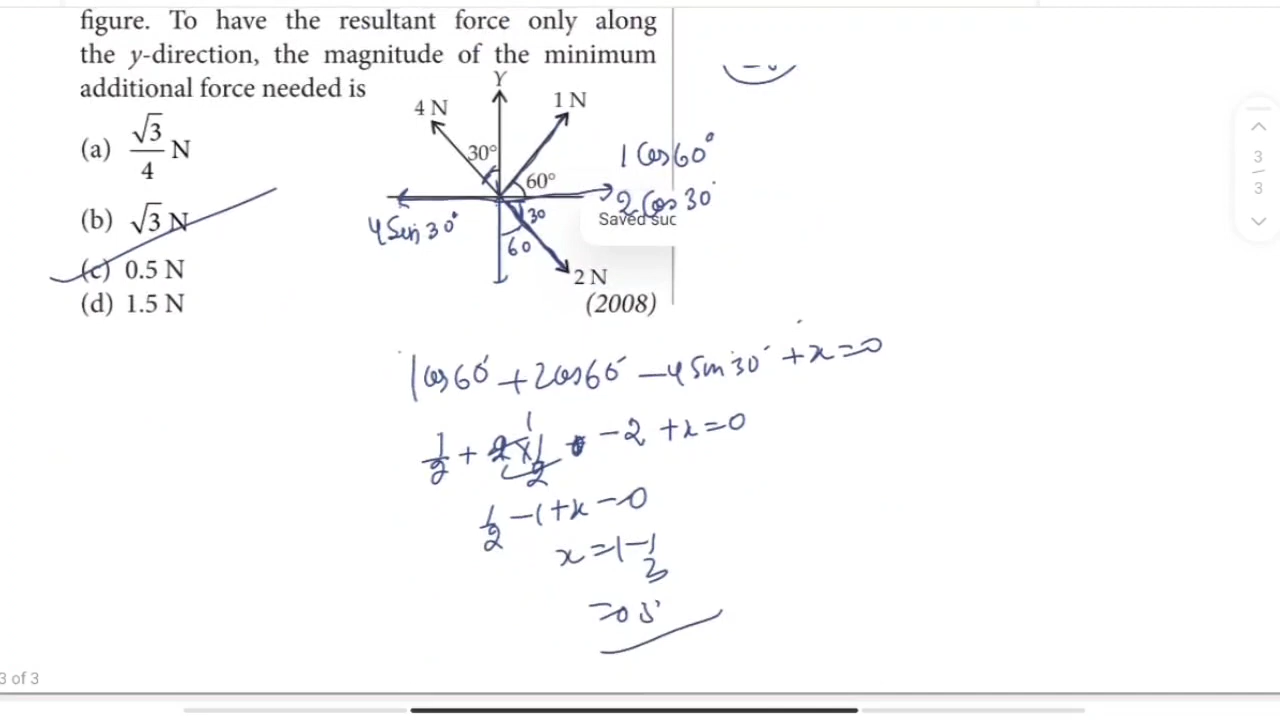 figure. To have the resultant force only along
the y-direction, the magnitude of the minimum
additional force needed is
(a) √3/4 N
(b) √3 N
(c) 0.5 N
(d) 1.5 N
Y
4 N
1 N
30°
60°
1 Cos 60°
2 Cos 30°
4 Sin 30°
30
60
2 N
(2008)
Saved suc
1 cos 60° + 2 cos 60° - 4 Sin 30° + x = 0
1/2 + 2 × 1/2 - 2 + x = 0
1/2 - 1 + x = 0
x = 1 - 1/2
= 0.5
3
3
3 of 3